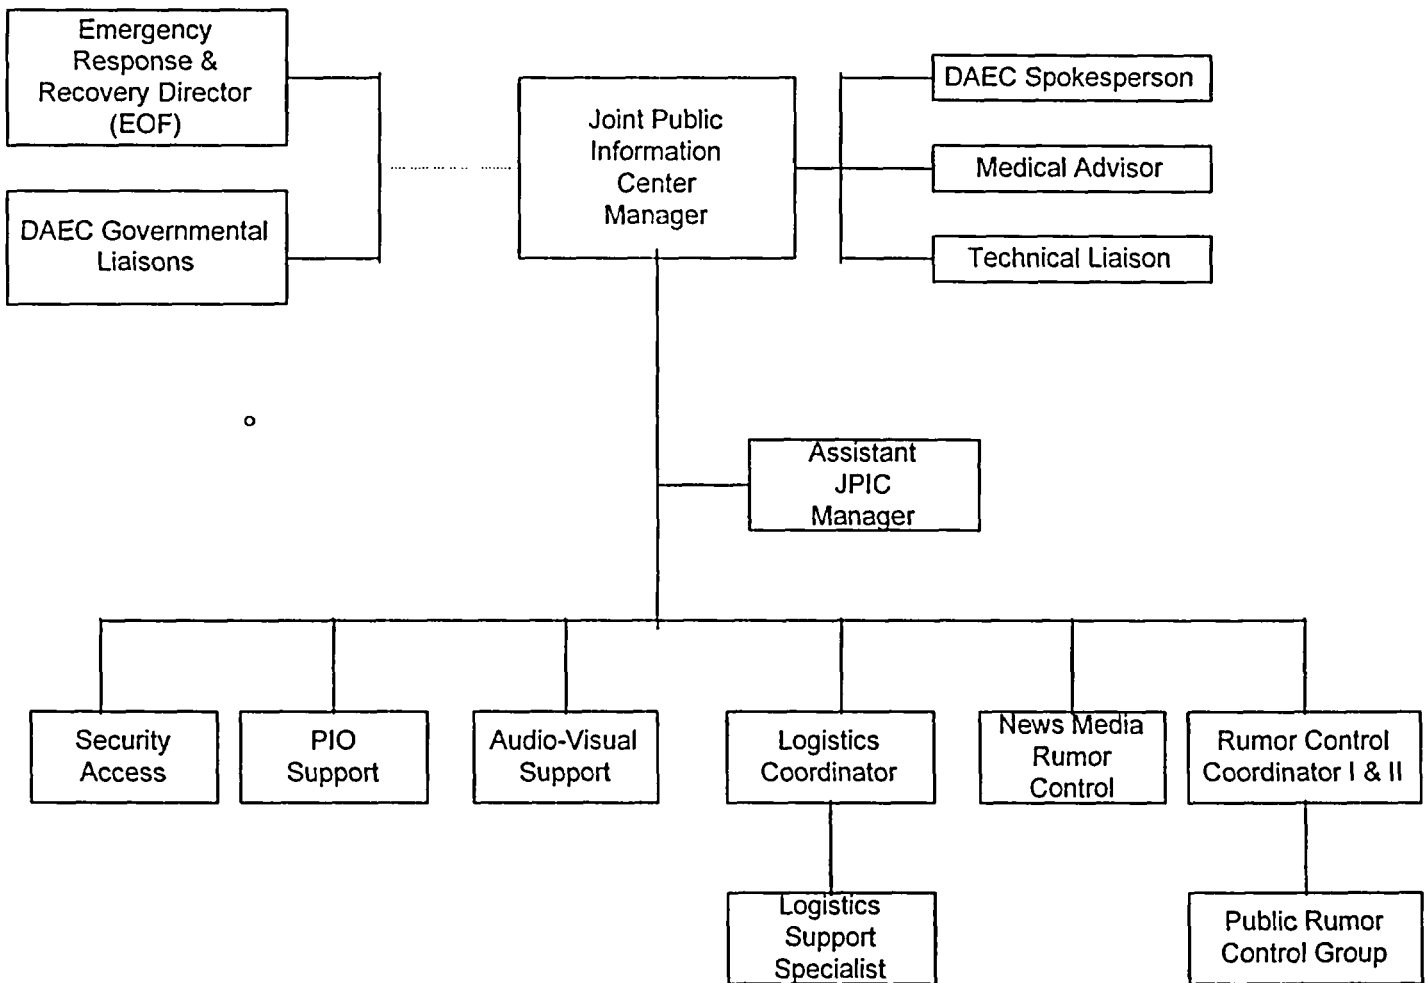 Emergency
Response &
Recovery Director
(EOF)
DAEC Governmental
Liaisons
Joint Public
Information
Center
Manager
DAEC Spokesperson
Medical Advisor
Technical Liaison
Assistant
JPIC
Manager
Security
Access
PIO
Support
Audio-Visual
Support
Logistics
Coordinator
News Media
Rumor
Control
Rumor Control
Coordinator I & II
Logistics
Support
Specialist
Public Rumor
Control Group